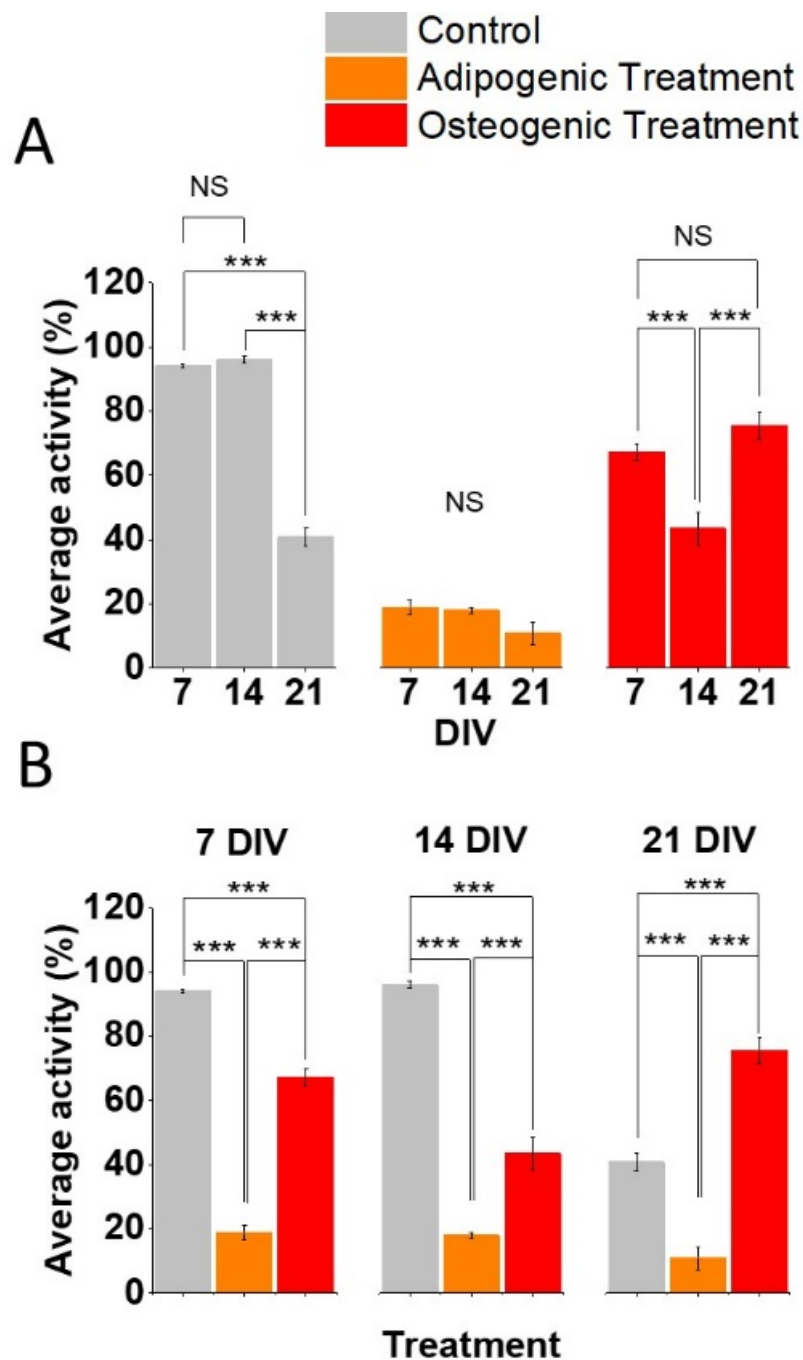 Control
Adipogenic Treatment
Osteogenic Treatment
A
NS
NS
*** 
***
*** ***
NS
Average activity (%)
120
100
80
60
40
20
0
7 14 21
7 14 21
7 14 21
DIV
B
7 DIV 14 DIV 21 DIV
*** *** ***
*** *** *** *** *** ***
Average activity (%)
120
100
80
60
40
20
0
Treatment